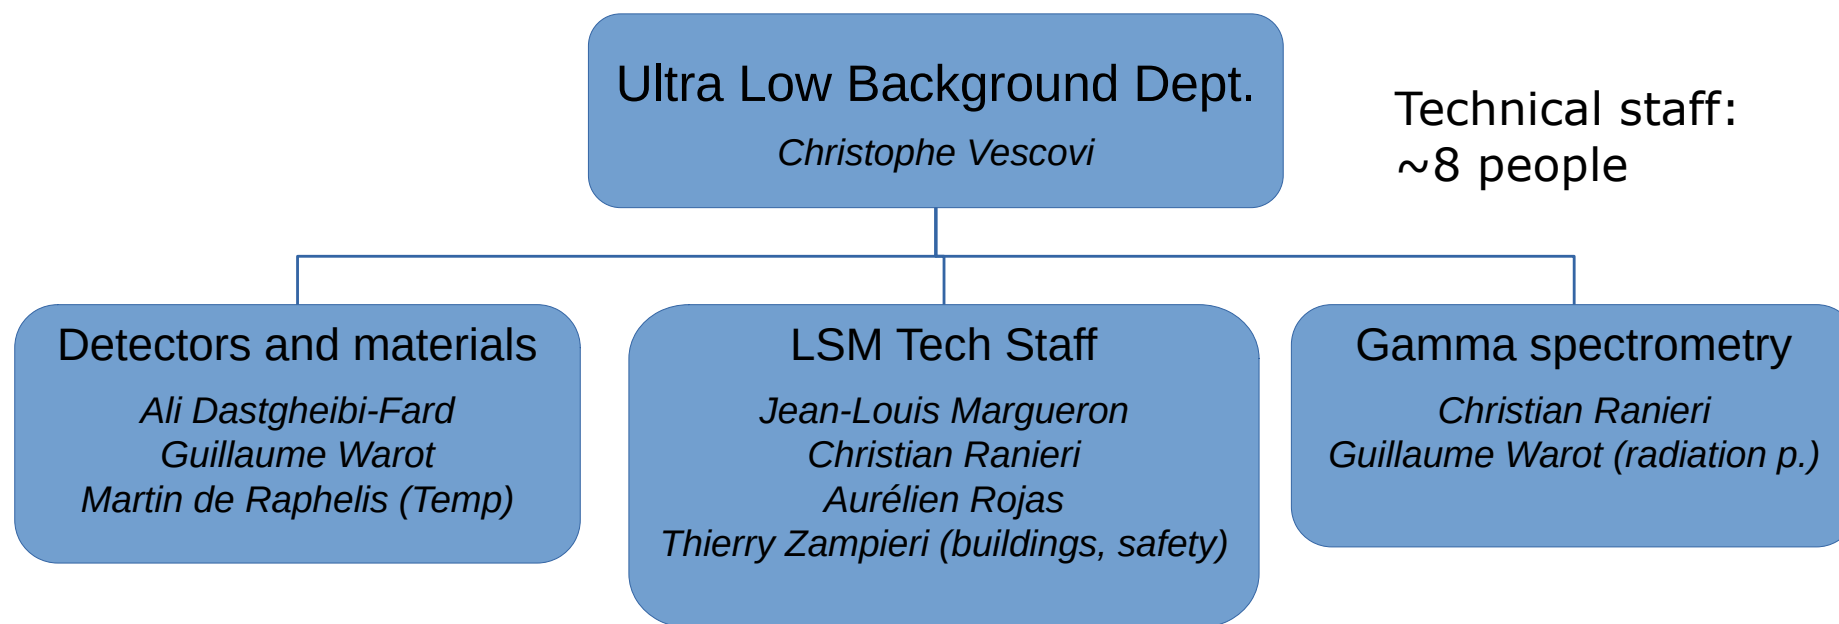 Ultra Low Background Dept.
Christophe Vescovi
Technical staff:
~8 people
Detectors and materials
Ali Dastgheibi-Fard
Guillaume Warot
Martin de Raphelis (Temp)
LSM Tech Staff
Jean-Louis Margueron
Christian Ranieri
Aurélien Rojas
Thierry Zampieri (buildings, safety)
Gamma spectrometry
Christian Ranieri
Guillaume Warot (radiation p.)